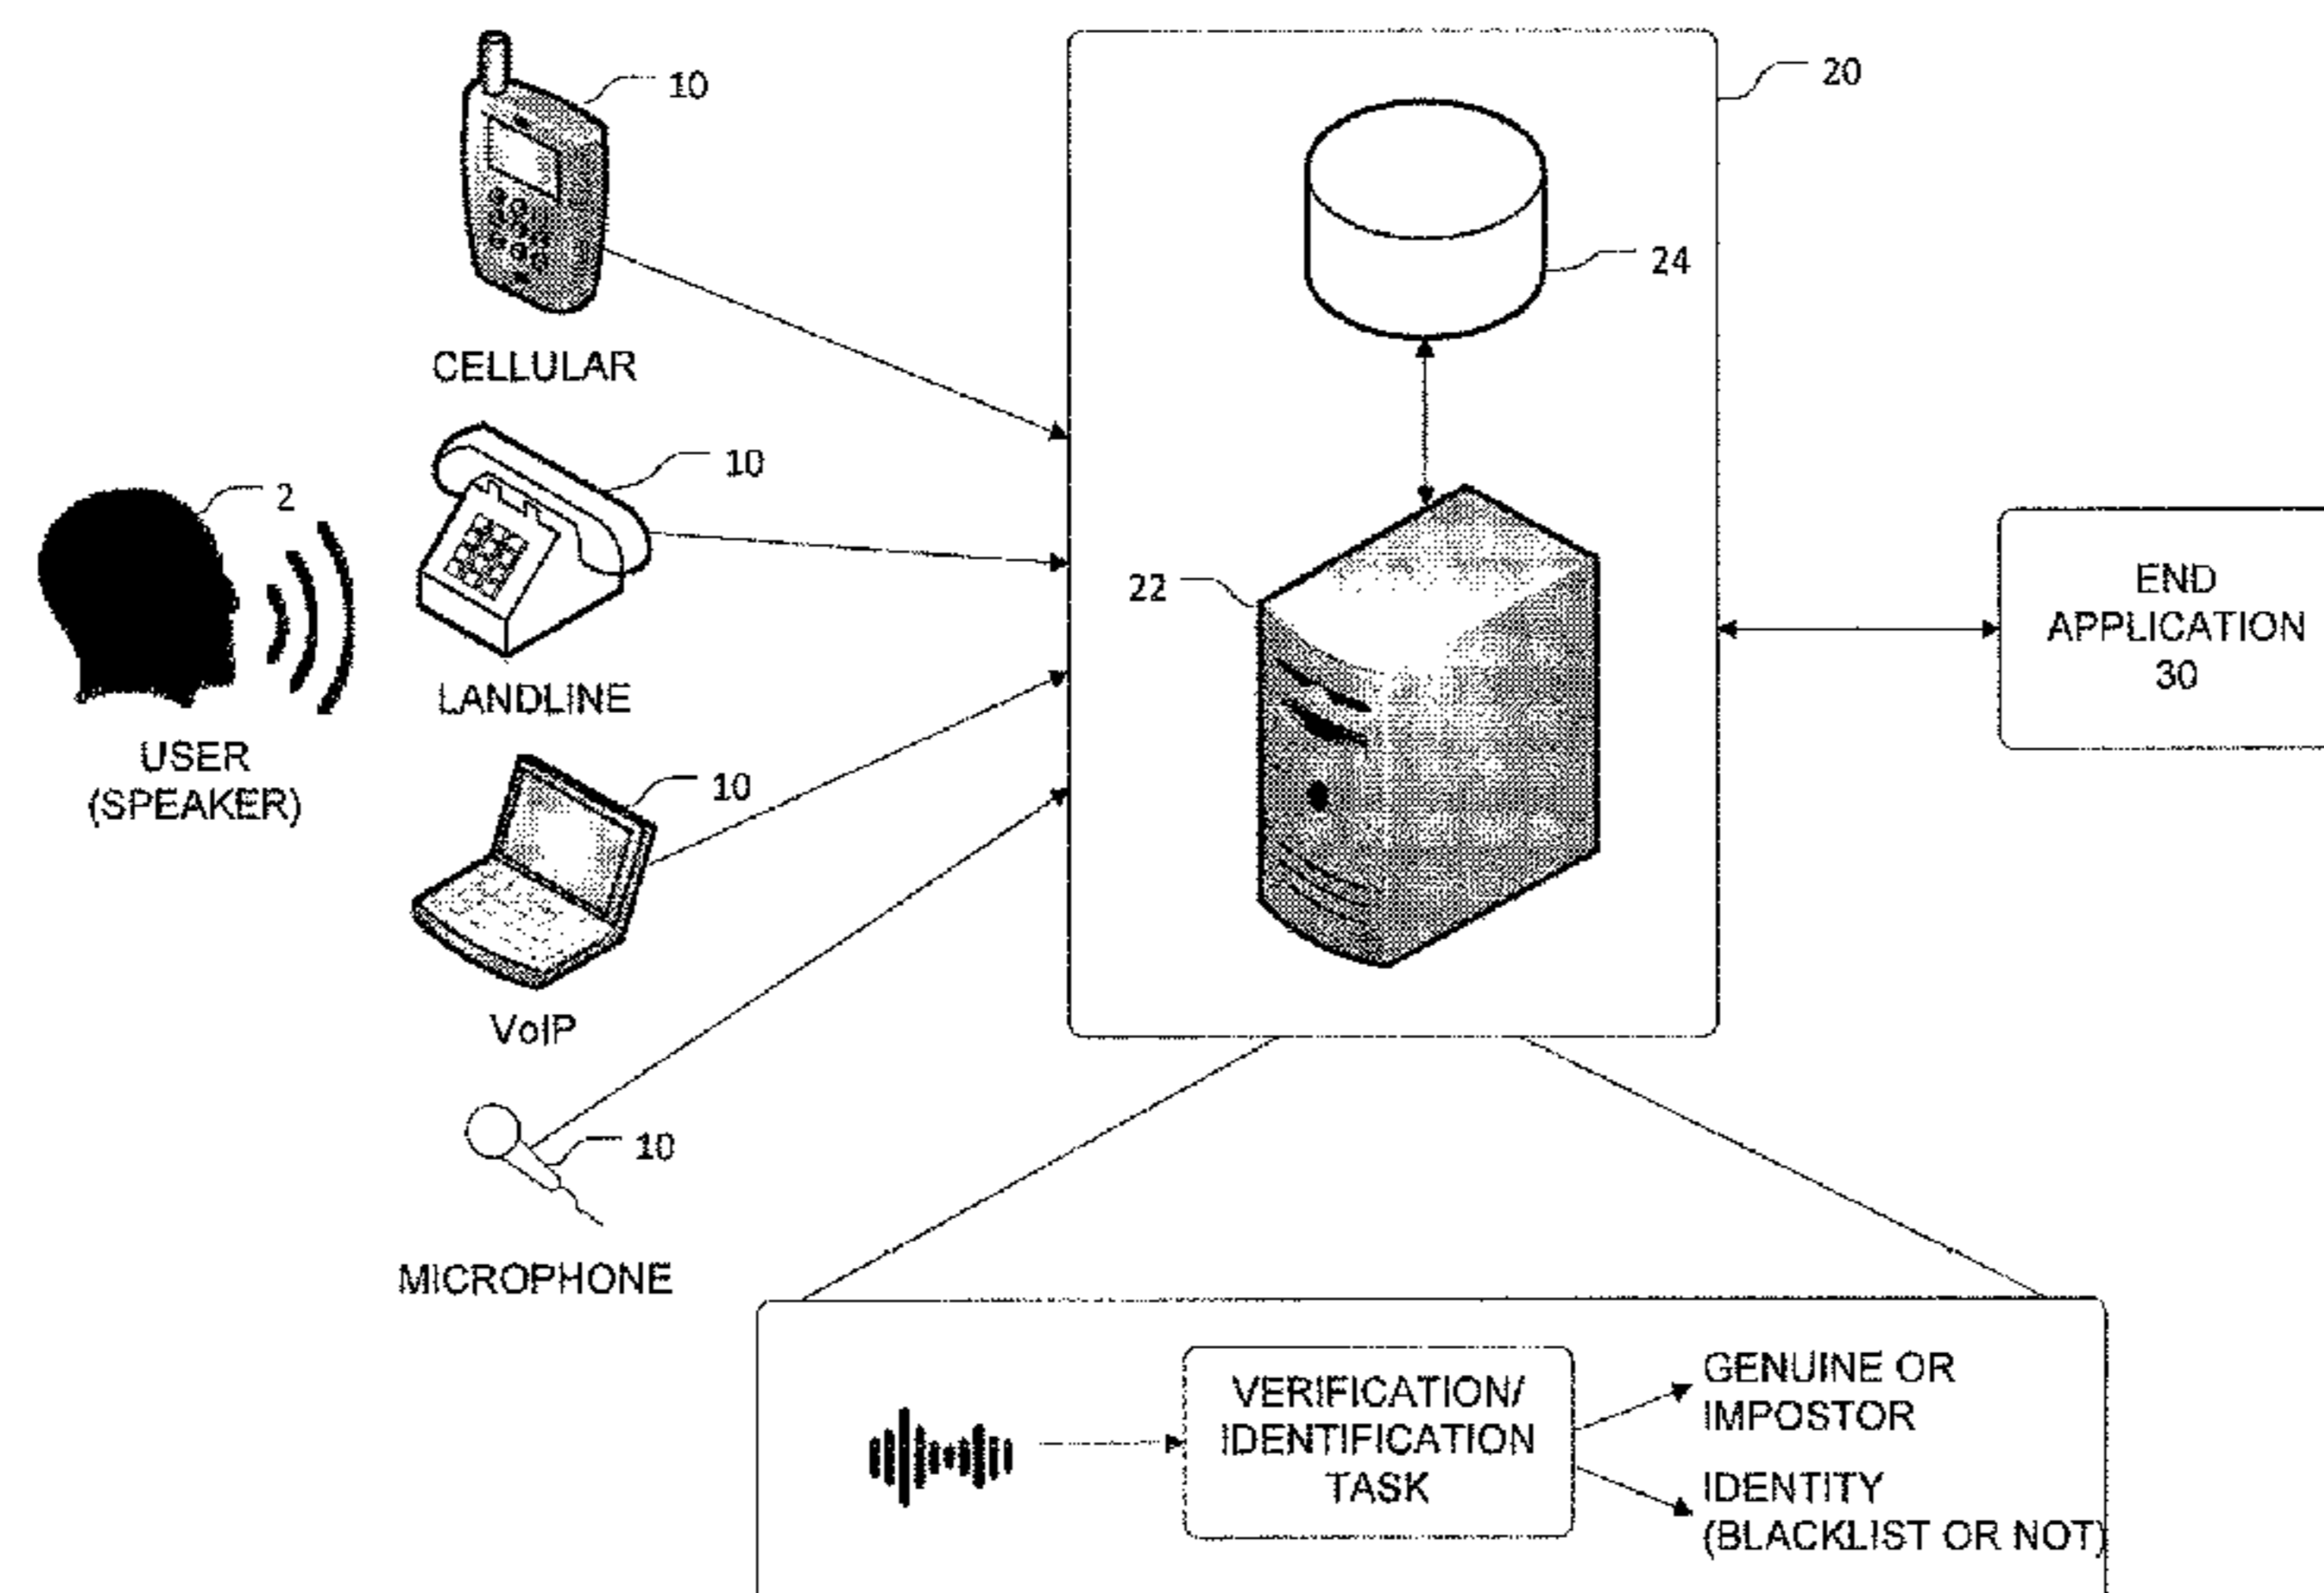 10
CELLULAR
10
LANDLINE
2
USER
(SPEAKER)
10
VoIP
10
MICROPHONE
20
24
22
END
APPLICATION
30
VERIFICATION/
IDENTIFICATION
TASK
GENUINE OR
IMPOSTOR
IDENTITY
(BLACKLIST OR NOT)